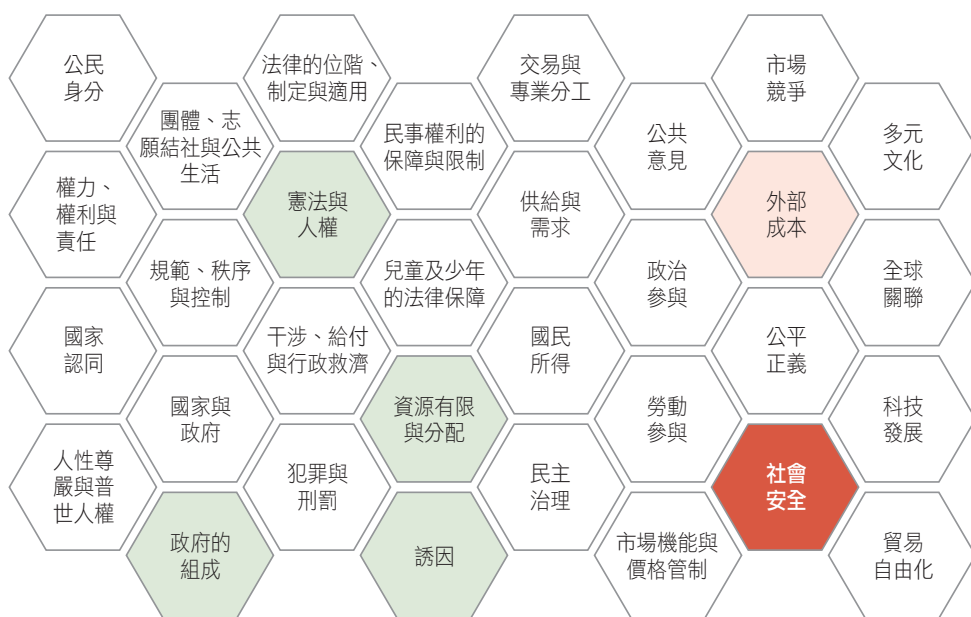 公民
身分
權力、
權利與
責任
國家
認同
人性尊
嚴與普
世人權
團體、志
願結社與公共
生活
規範、秩序
與控制
國家與
政府
政府的
組成
法律的位階、
制定與適用
憲法與
人權
干涉、給付
與行政救濟
犯罪與
刑罰
民事權利的
保障與限制
兒童及少年
的法律保障
資源有限
與分配
誘因
交易與
專業分工
供給與
需求
國民
所得
民主
治理
公共
意見
政治
參與
勞動
參與
市場機能與
價格管制
市場
競爭
外部
成本
公平
正義
社會
安全
多元
文化
全球
關聯
科技
發展
貿易
自由化